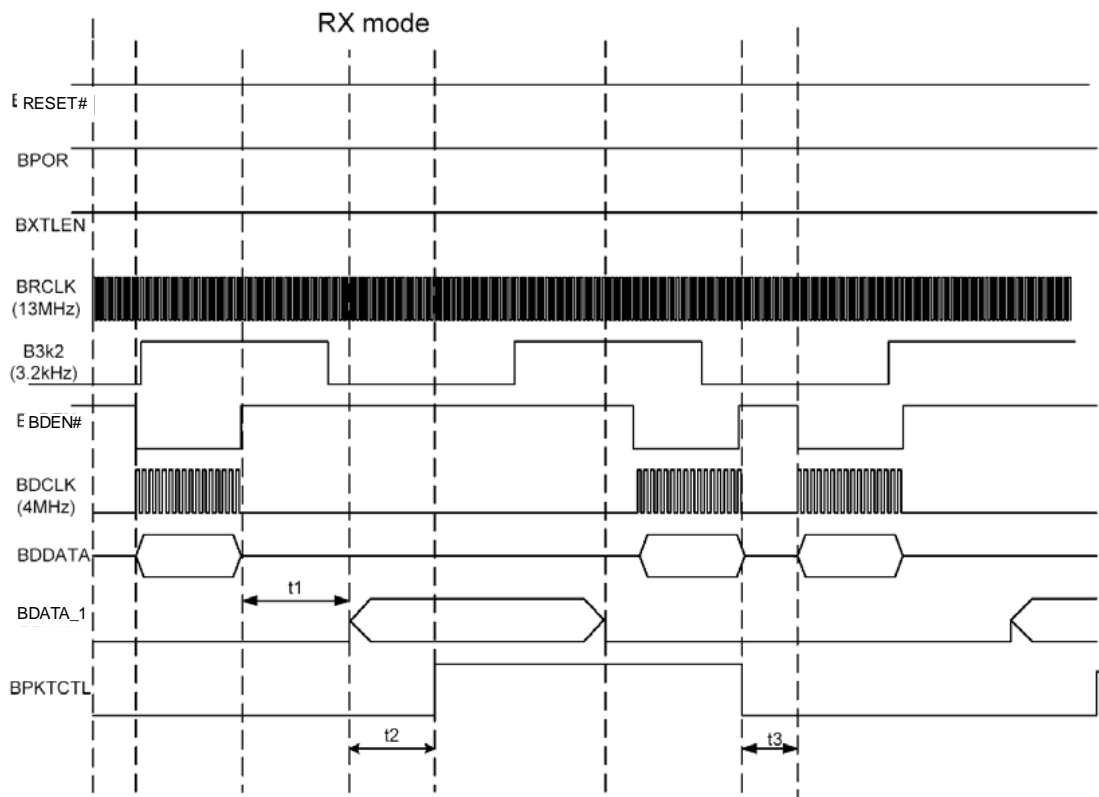 RX mode
RESET#
BPOR
BXTLEN
BRCLK
(13MHz)
B3k2
(3.2kHz)
BDEN#
BDCLK
(4MHz)
BDDATA
t1
BDATA_1
BPKTCTL
t2
t3